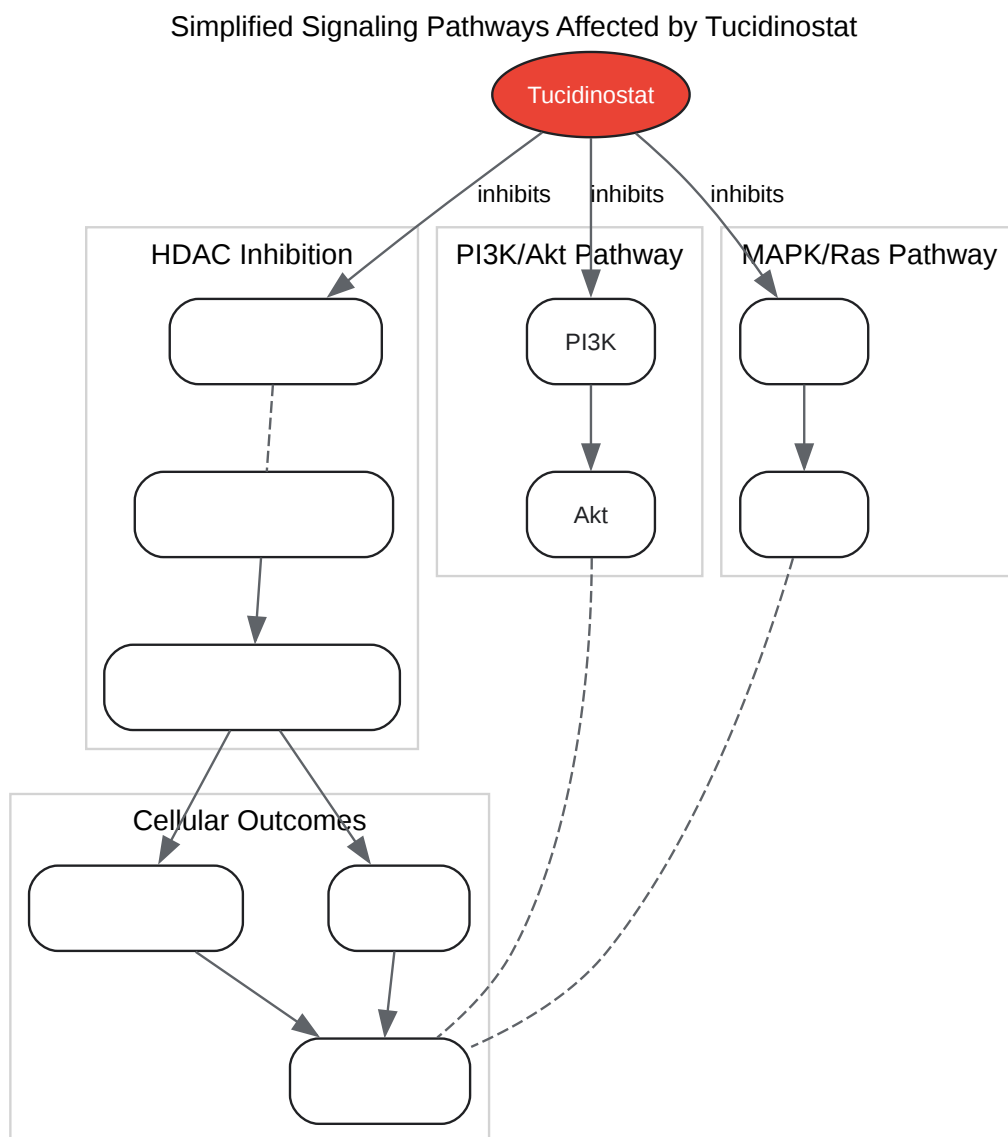 Simplified Signaling Pathways Affected by Tucidinostat
Tucidinostat
inhibits
inhibits
inhibits
HDAC Inhibition
PI3K/Akt Pathway
MAPK/Ras Pathway
PI3K
Akt
Cellular Outcomes